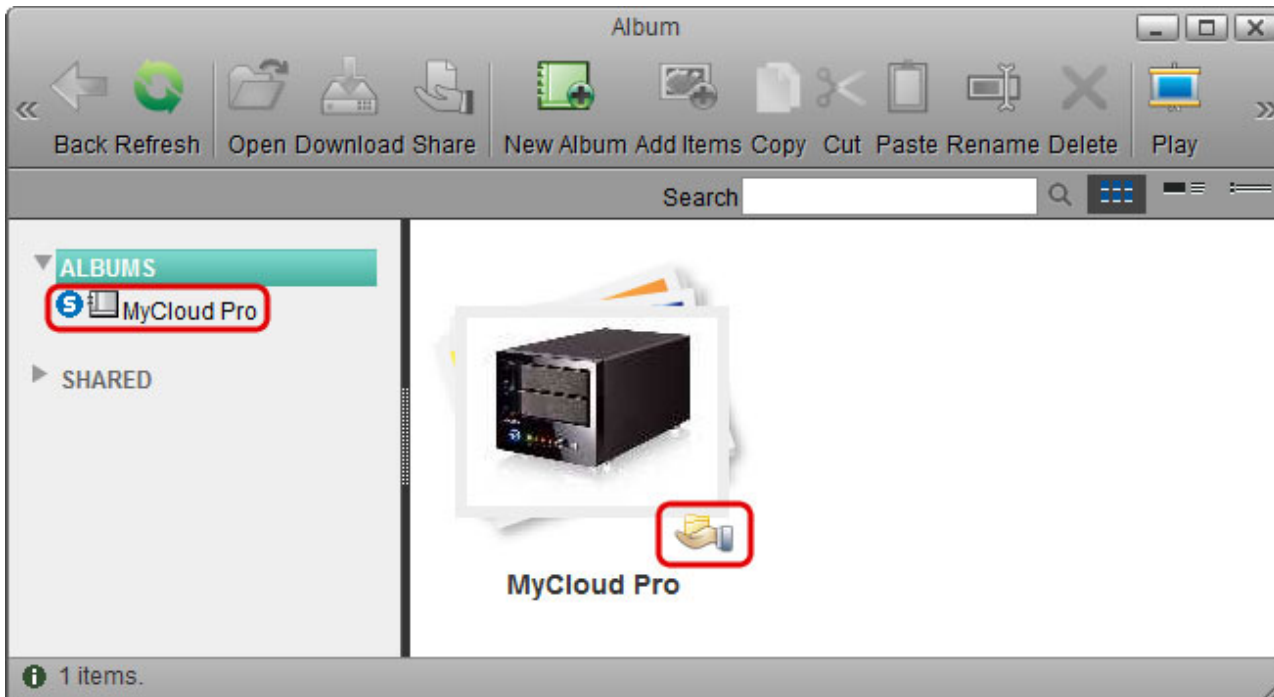 Album
Back Refresh Open Download Share New Album Add Items Copy Cut Paste Rename Delete Play
Search
ALBUMS
S MyCloud Pro
SHARED
MyCloud Pro
1 items.